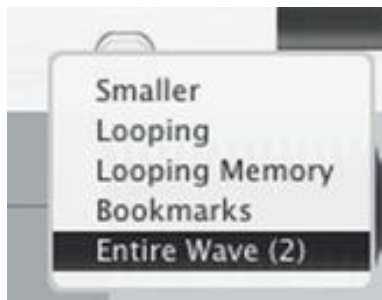 Smaller
Looping
Looping Memory
Bookmarks
Entire Wave (2)